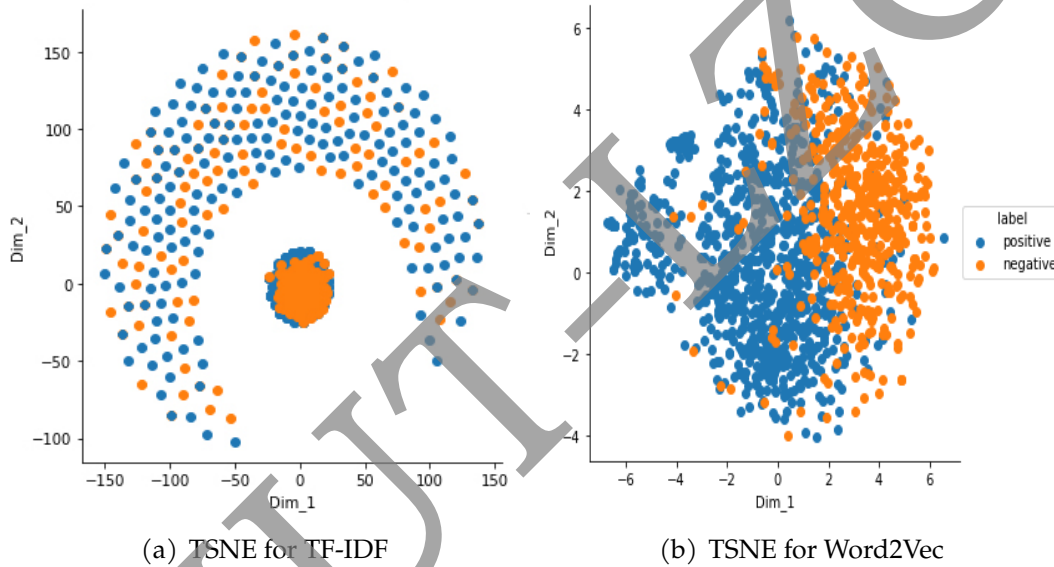 150
100
50
0
−50
−100
Dim_2
−150
−100
−50
0
50
100
150
Dim_1
6
4
2
0
−2
−4
Dim_2
−6
−4
−2
0
2
4
6
Dim_1
label
positive
negative
(a) TSNE for TF-IDF
(b) TSNE for Word2Vec